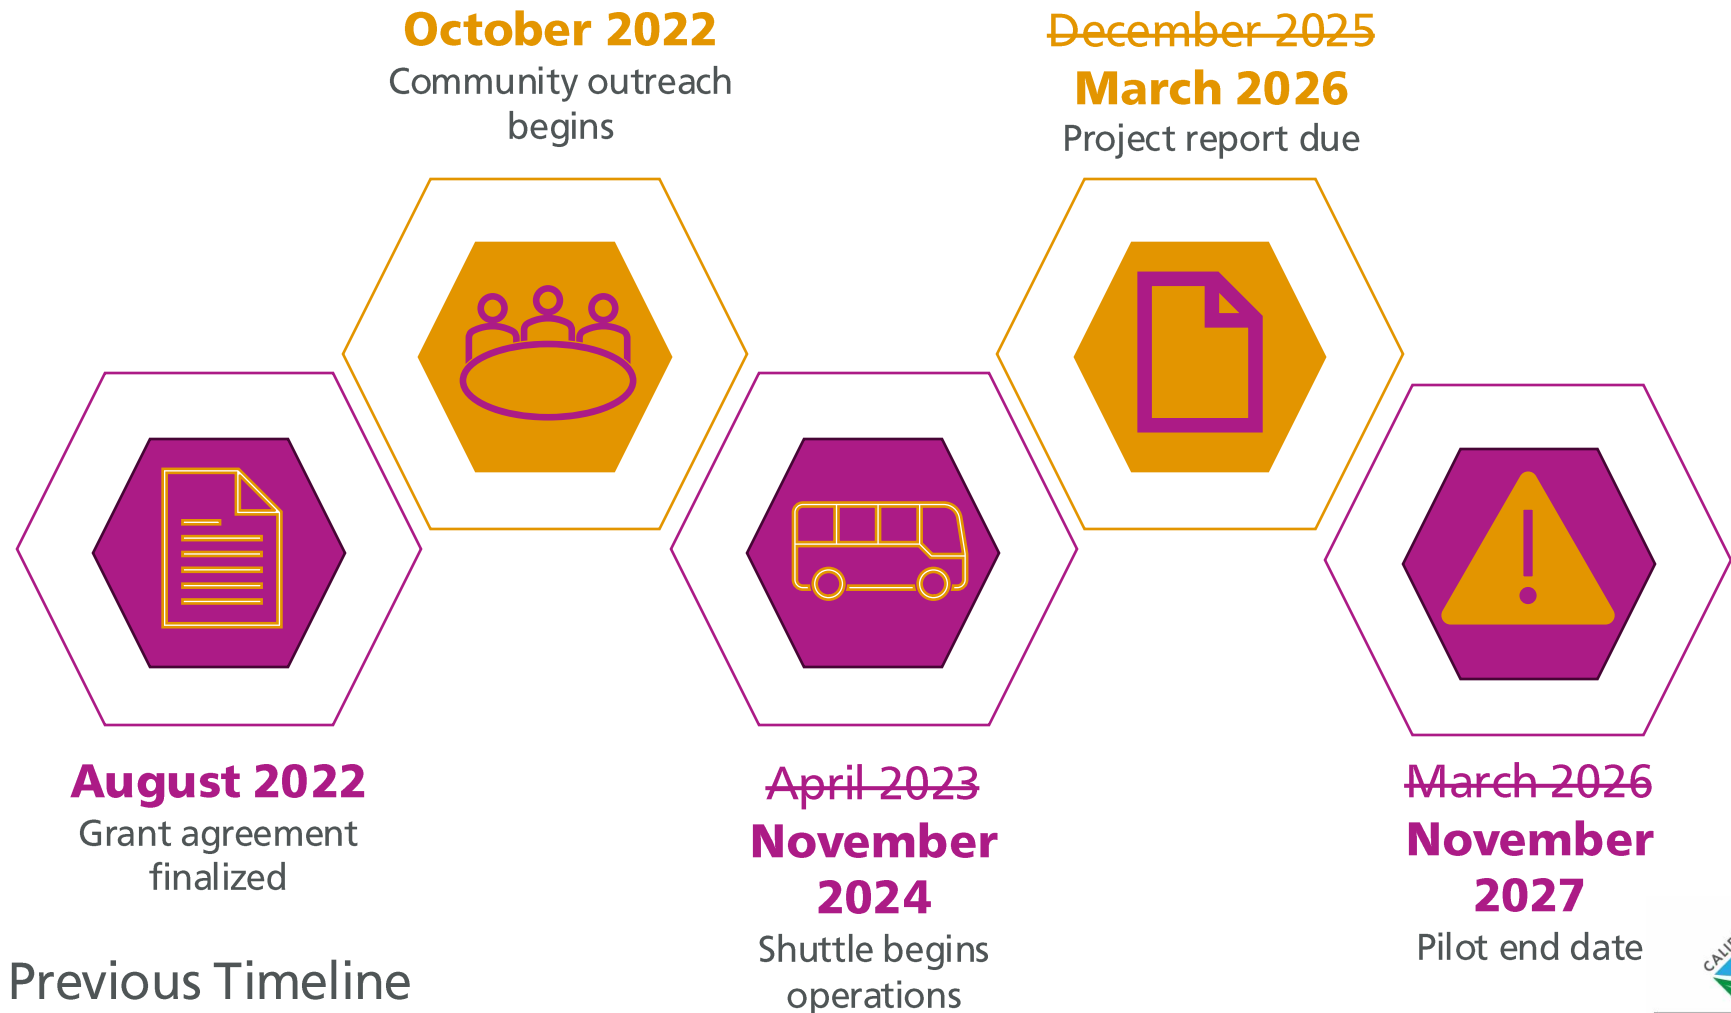 October 2022
Community outreach
begins
December 2025
March 2026
Project report due
August 2022
Grant agreement
finalized
April 2023
November
2024
Shuttle begins
operations
March 2026
November
2027
Pilot end date
Previous Timeline